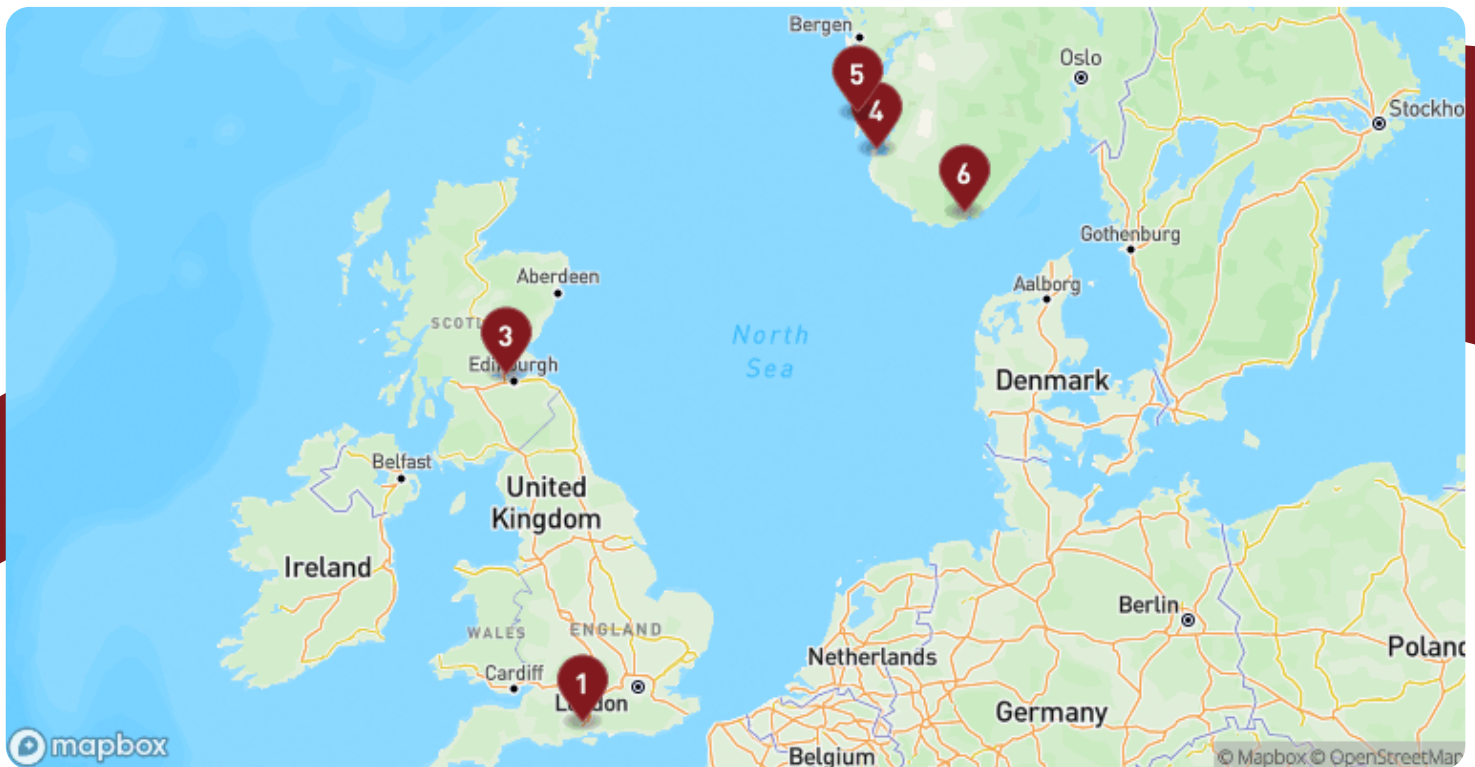 Bergen
Oslo
5
4
Stockho
6
Gothenburg
Aberdeen
Aalborg
SCOTL
3
Edinburgh
North
Sea
Denmark
Belfast
United
Kingdom
Ireland
Berlin
WALES
ENGLAND
Poland
Netherlands
Cardiff
1
London
Germany
mapbox
Belgium
© Mapbox © OpenStreetMap